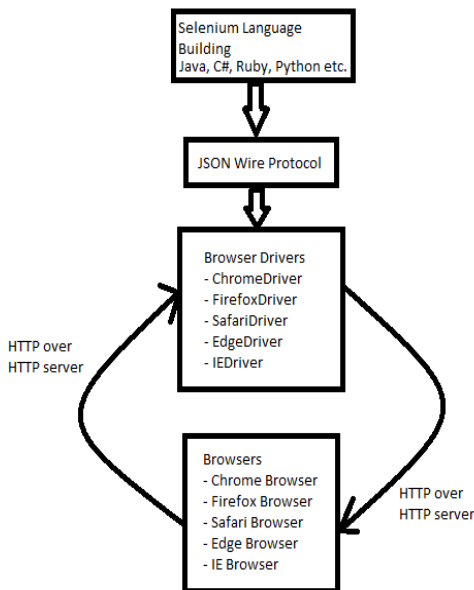 Selenium Language
Building
Java, C#, Ruby, Python etc.
JSON Wire Protocol
Browser Drivers
- ChromeDriver
- FirefoxDriver
- SafariDriver
- EdgeDriver
- IEDriver
HTTP over
HTTP server
Browsers
- Chrome Browser
- Firefox Browser
- Safari Browser
- Edge Browser
- IE Browser
HTTP over
HTTP server